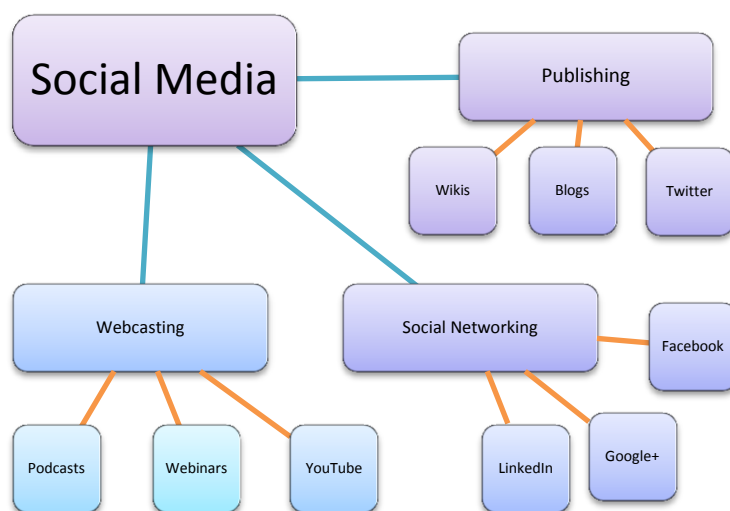 Social Media
Publishing
Wikis
Blogs
Twitter
Webcasting
Social Networking
Facebook
Podcasts
Webinars
YouTube
LinkedIn
Google+